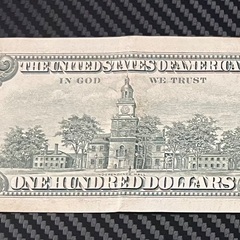 THE UNITED STATES OF AMERICA
IN GOD WE TRUST
ONE HUNDRED DOLLARS